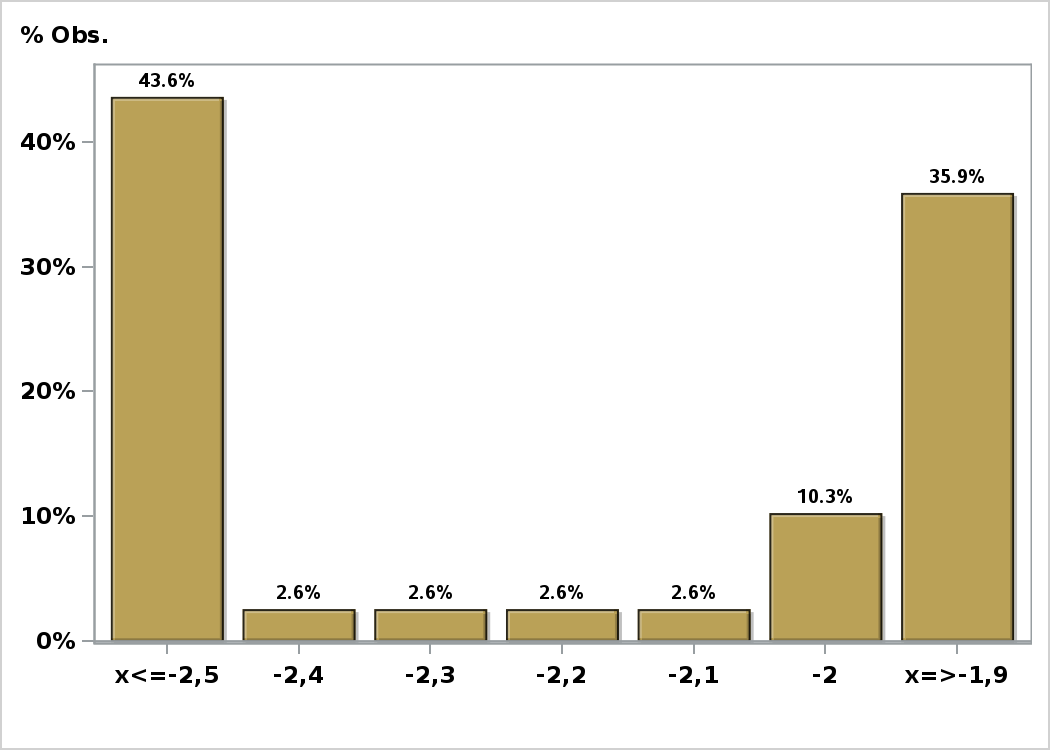 % Obs.
43.6%
40%
35.9%
30%
20%
10.3%
10%
2.6% 2.6% 2.6% 2.6%
0%
x<=-2,5 -2,4 -2,3 -2,2 -2,1 -2 x=>-1,9